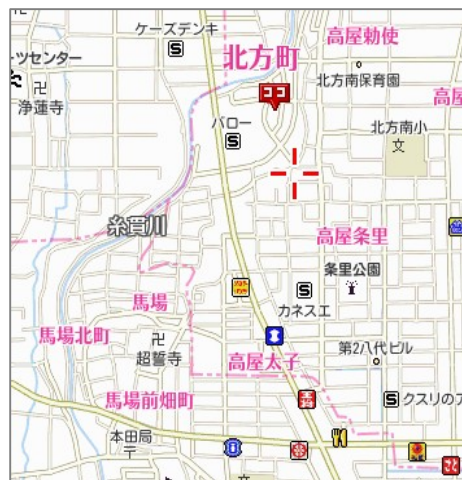 ケーズデンキ
高屋勅使
北方町
ーツセンター
北方南保育園
ココ
浄蓮寺
高屋
バロー
北方南小
文
糸貫川
高屋条里
条里公園
馬場
カネスエ
馬場北町
第2八代ビル
超誓寺
高屋太子
馬場前畑町
クスリのア
本田局
文